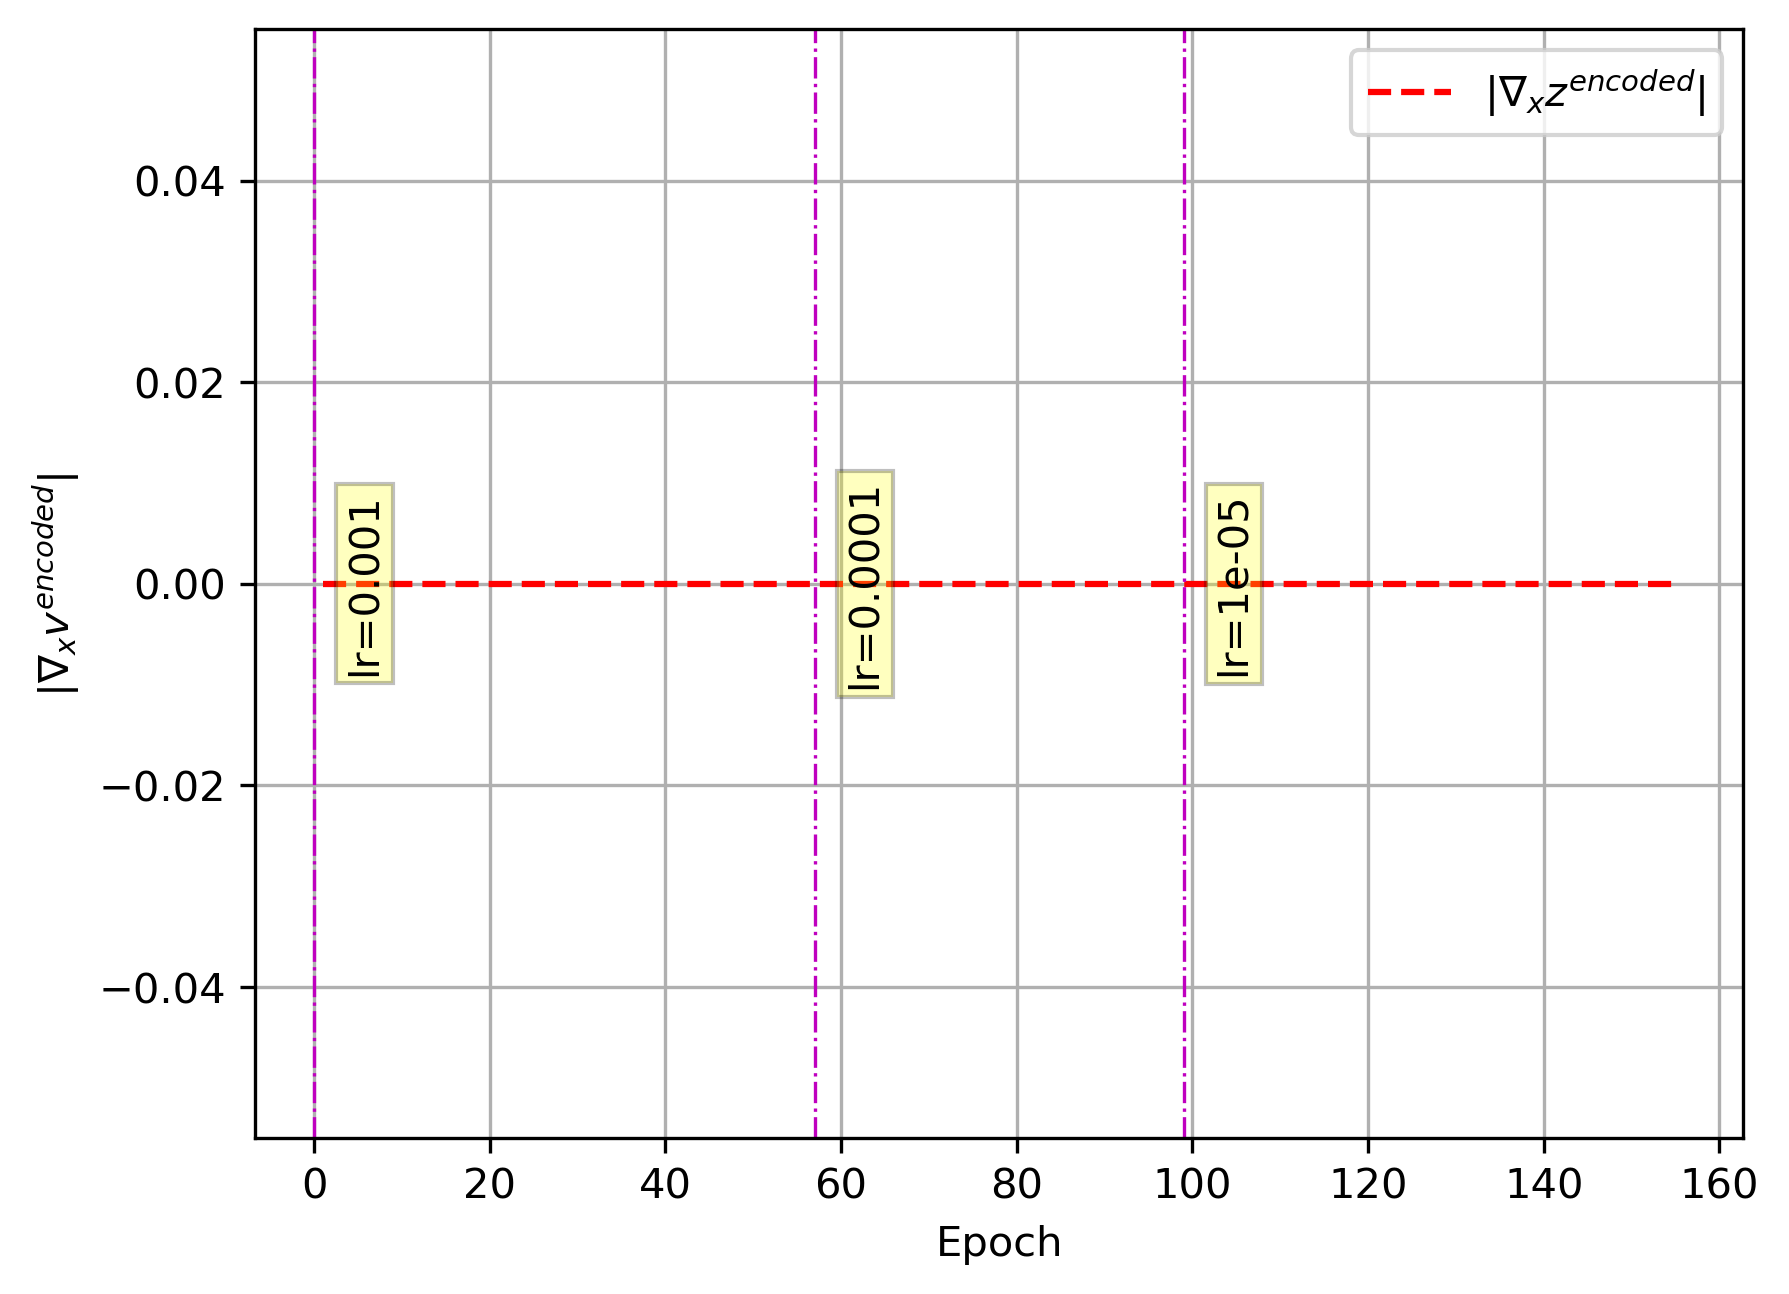 |∇ₓz^{encoded}|
|∇ₓv^{encoded}|
0.04
0.02
0.00
−0.02
−0.04
lr=0.001
lr=0.0001
lr=1e-05
0 20 40 60 80 100 120 140 160
Epoch